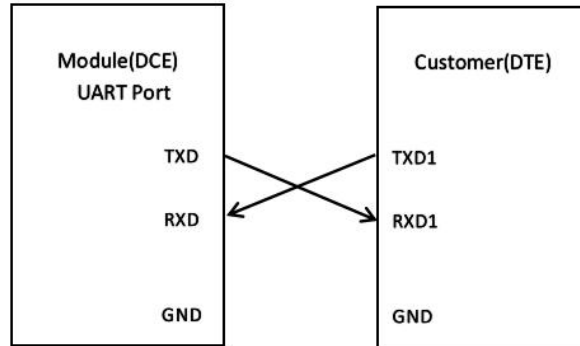 Module(DCE)
UART Port
TXD
RXD
GND
Customer(DTE)
TXD1
RXD1
GND